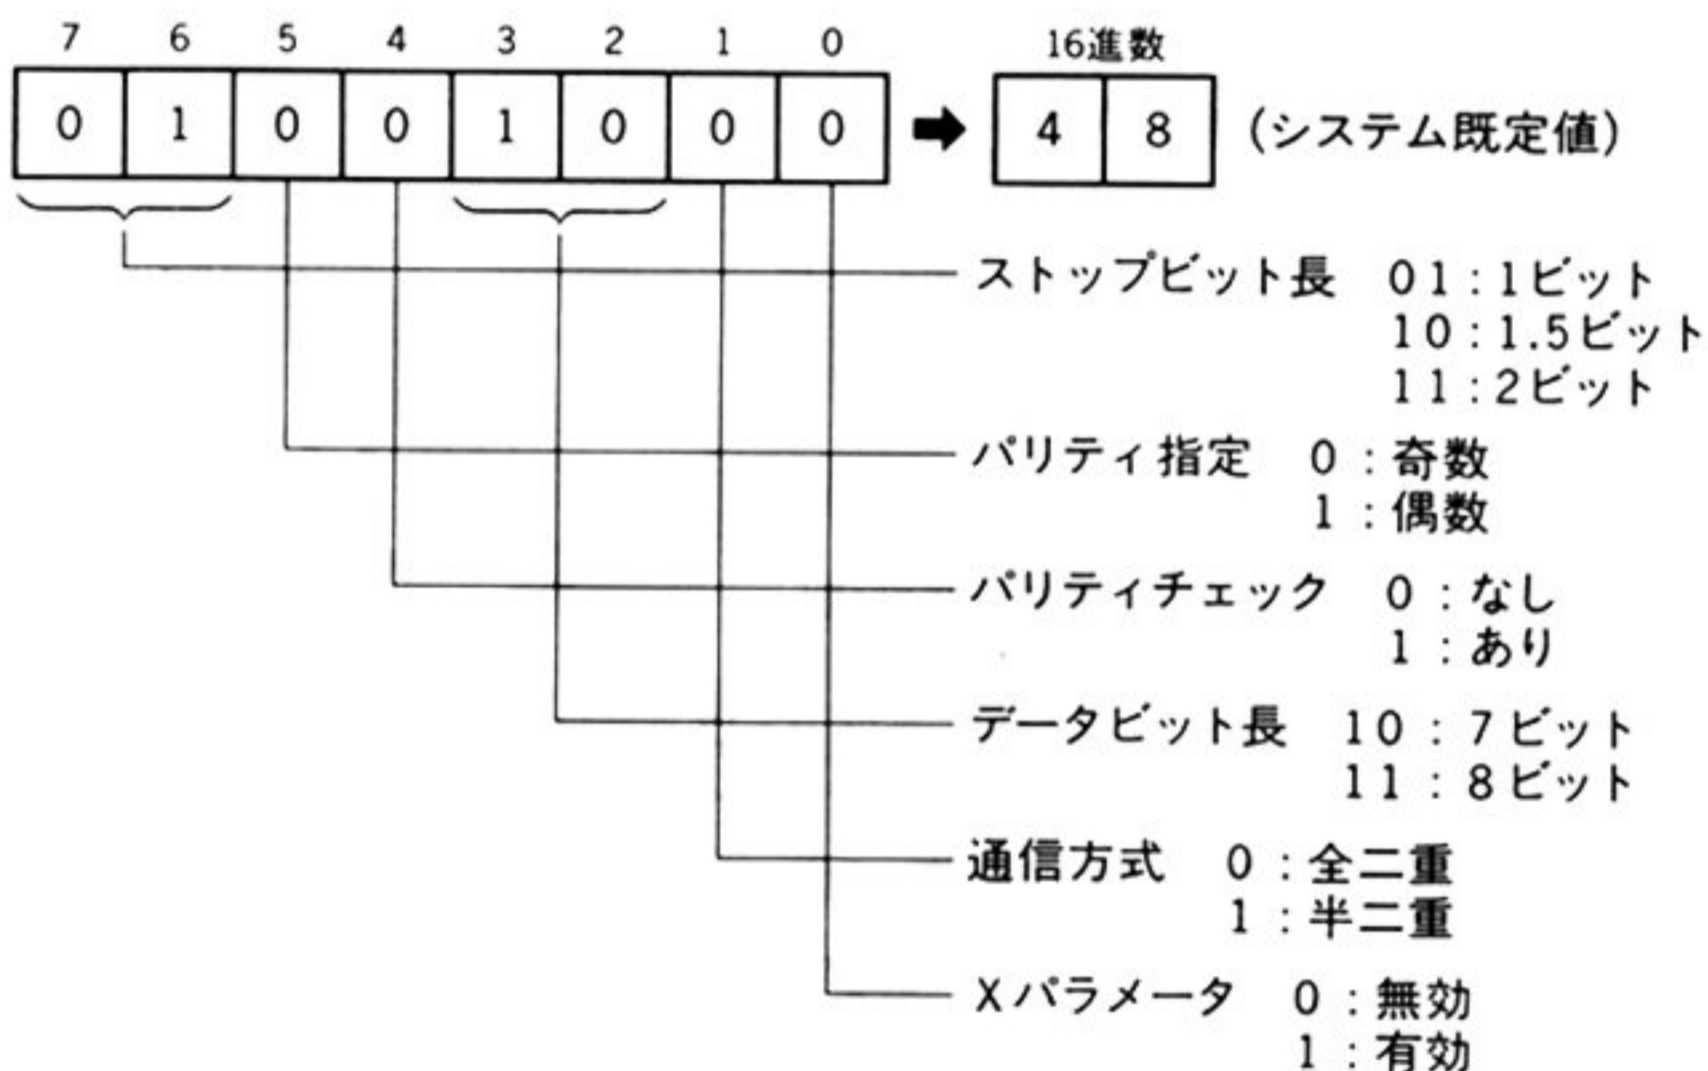 7 6 5 4 3 2 1 0 16進数
0 1 0 0 1 0 0 0 ➡ 4 8 (システム既定値)
ストップビット長 01:1ビット
10:1.5ビット
11:2ビット
パリティ指定 0:奇数
1:偶数
パリティチェック 0:なし
1:あり
データビット長 10:7ビット
11:8ビット
通信方式 0:全二重
1:半二重
Xパラメータ 0:無効
1:有効